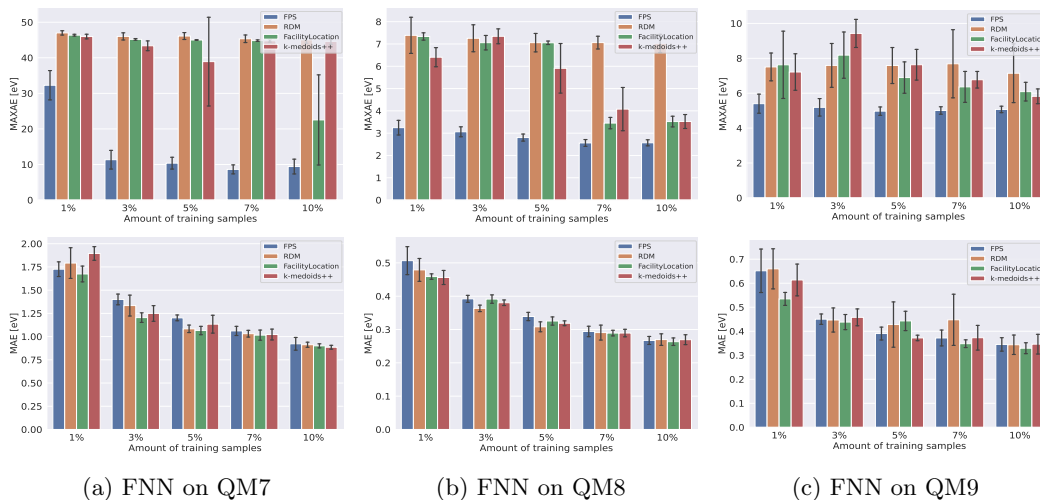 MAXAE [eV]
50
40
30
20
10
0
1% 3% 5% 7% 10%
Amount of training samples
FPS
RDM
FacilityLocation
k-medoids++
MAXAE [eV]
8
7
6
5
4
3
2
1
0
1% 3% 5% 7% 10%
Amount of training samples
FPS
RDM
FacilityLocation
k-medoids++
MAXAE [eV]
10
8
6
4
2
0
1% 3% 5% 7% 10%
Amount of training samples
FPS
RDM
FacilityLocation
k-medoids++
MAE [eV]
2.00
1.75
1.50
1.25
1.00
0.75
0.50
0.25
0.00
1% 3% 5% 7% 10%
Amount of training samples
FPS
RDM
FacilityLocation
k-medoids++
MAE [eV]
0.5
0.4
0.3
0.2
0.1
0.0
1% 3% 5% 7% 10%
Amount of training samples
FPS
RDM
FacilityLocation
k-medoids++
MAE [eV]
0.7
0.6
0.5
0.4
0.3
0.2
0.1
0.0
1% 3% 5% 7% 10%
Amount of training samples
FPS
RDM
FacilityLocation
k-medoids++
(a) FNN on QM7
(b) FNN on QM8
(c) FNN on QM9